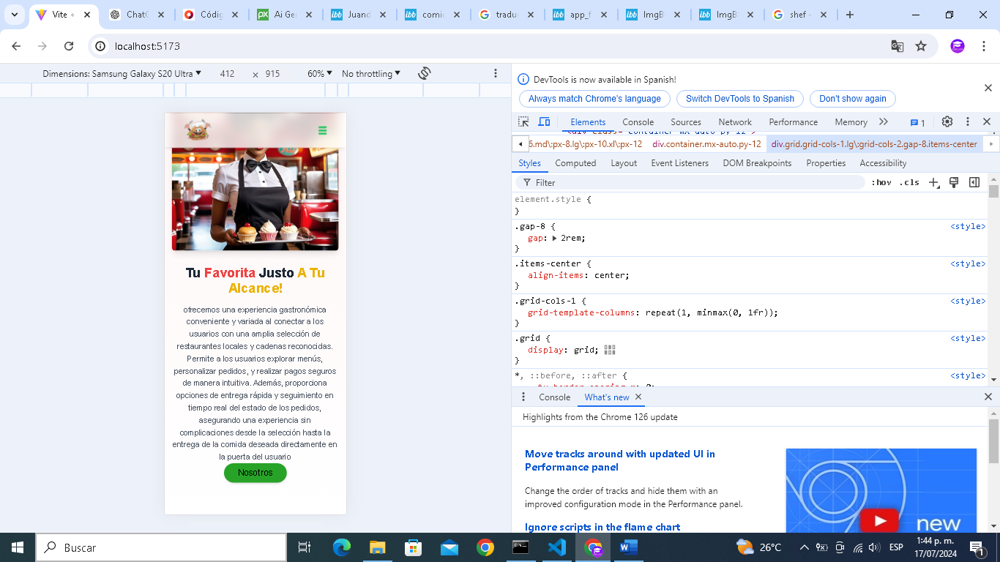 Vite +
ChatG
Códig
Ai Ge
Juand
comid
tradu
app_f
ImgB
ImgB
shef -
localhost:5173
Dimensions: Samsung Galaxy S20 Ultra
412
×
915
60%
No throttling
DevTools is now available in Spanish!
Always match Chrome's language
Switch DevTools to Spanish
Don't show again
Elements
Console
Sources
Network
Performance
Memory
1
6.md\:px-8.lg\:px-10.xl\:px-12
div.container.mx-auto.py-12
div.grid.grid-cols-1.lg\:grid-cols-2.gap-8.items-center
Styles
Computed
Layout
Event Listeners
DOM Breakpoints
Properties
Accessibility
Filter
:hov
.cls
element.style {
}
.gap-8 {
<style>
gap: 2rem;
}
.items-center {
<style>
align-items: center;
}
.grid-cols-1 {
<style>
grid-template-columns: repeat(1, minmax(0, 1fr));
}
.grid {
<style>
display: grid;
}
*, ::before, ::after {
<style>
Console
What's new
Highlights from the Chrome 126 update
Move tracks around with updated UI in
Performance panel
Change the order of tracks and hide them with an
improved configuration mode in the Performance panel.
Ignore scripts in the flame chart
new
Tu Favorita Justo A Tu
Alcance!
ofrecemos una experiencia gastronómica
conveniente y variada al conectar a los
usuarios con una amplia selección de
restaurantes locales y cadenas reconocidas.
Permite a los usuarios explorar menús,
personalizar pedidos, y realizar pagos seguros
de manera intuitiva. Además, proporciona
opciones de entrega rápida y seguimiento en
tiempo real del estado de los pedidos,
asegurando una experiencia sin
complicaciones desde la selección hasta la
entrega de la comida deseada directamente en
la puerta del usuario
Nosotros
Buscar
26°C
ESP
1:44 p. m.
17/07/2024
1